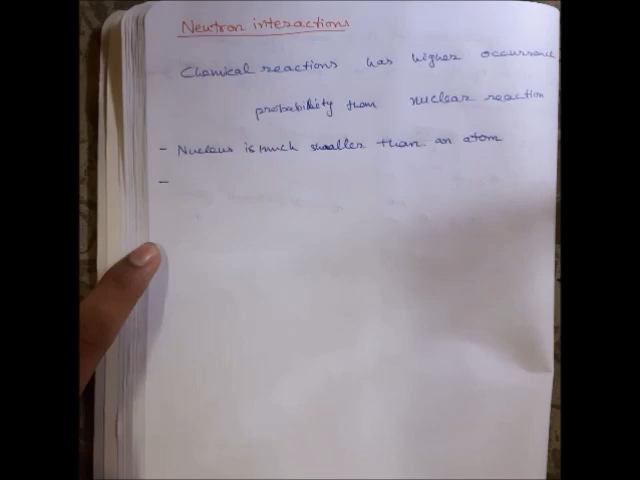 Neutron interactions
Chemical reactions has higher occurrence
probability than nuclear reaction
- Nucleus is much smaller than an atom
-